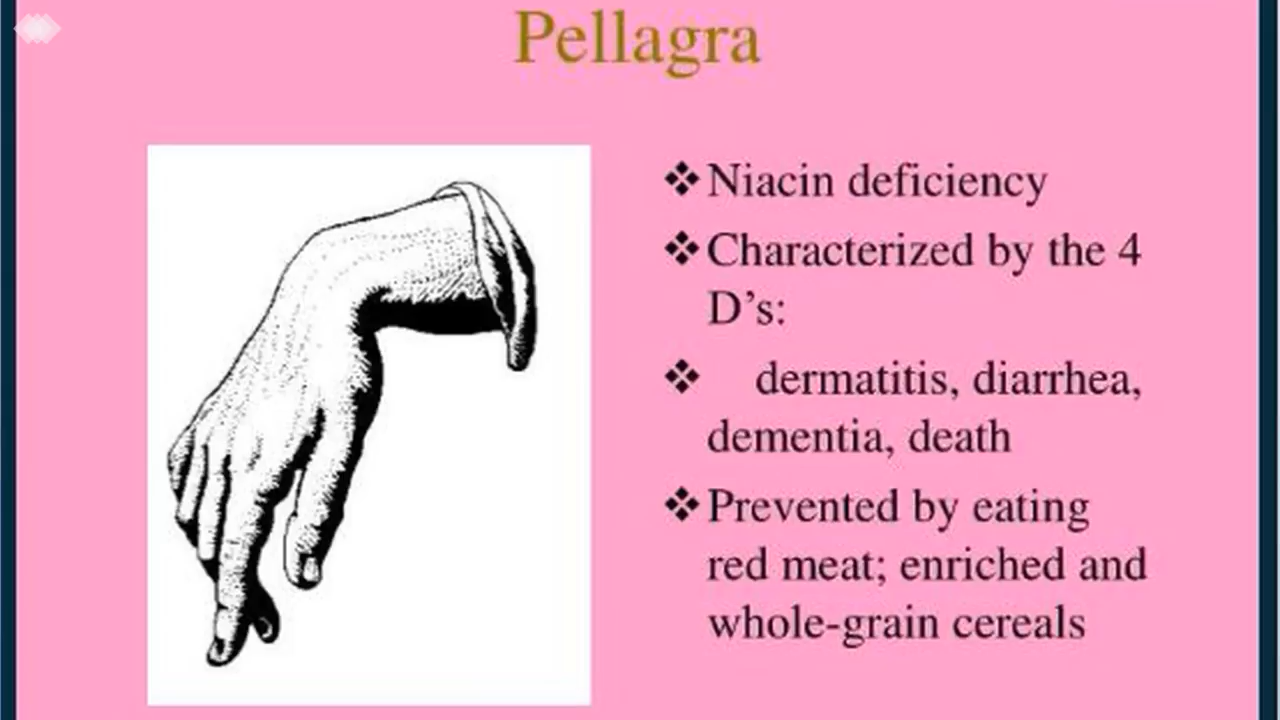 Pellagra
❖Niacin deficiency
❖Characterized by the 4
D’s:
❖ dermatitis, diarrhea,
dementia, death
❖Prevented by eating
red meat; enriched and
whole-grain cereals